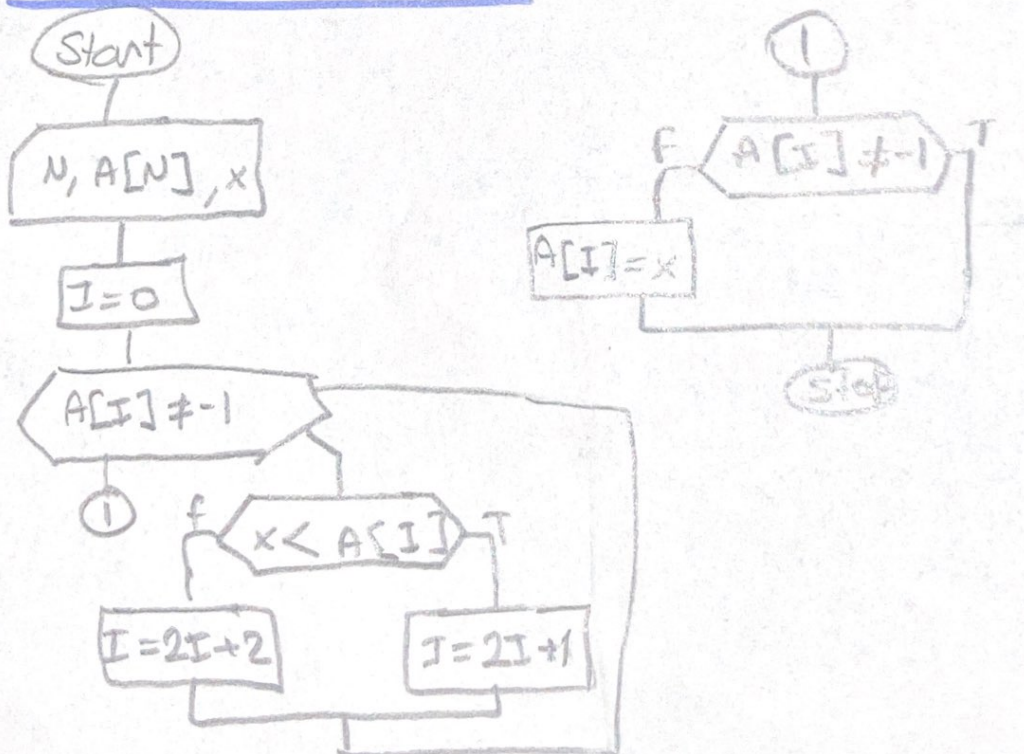 Start
N, A[N], x
I=0
A[I]≠-1
1
f
x< A[I]
T
I=2I+2
I=2I+1
1
F
A[I]≠-1
T
A[I]=x
Stop